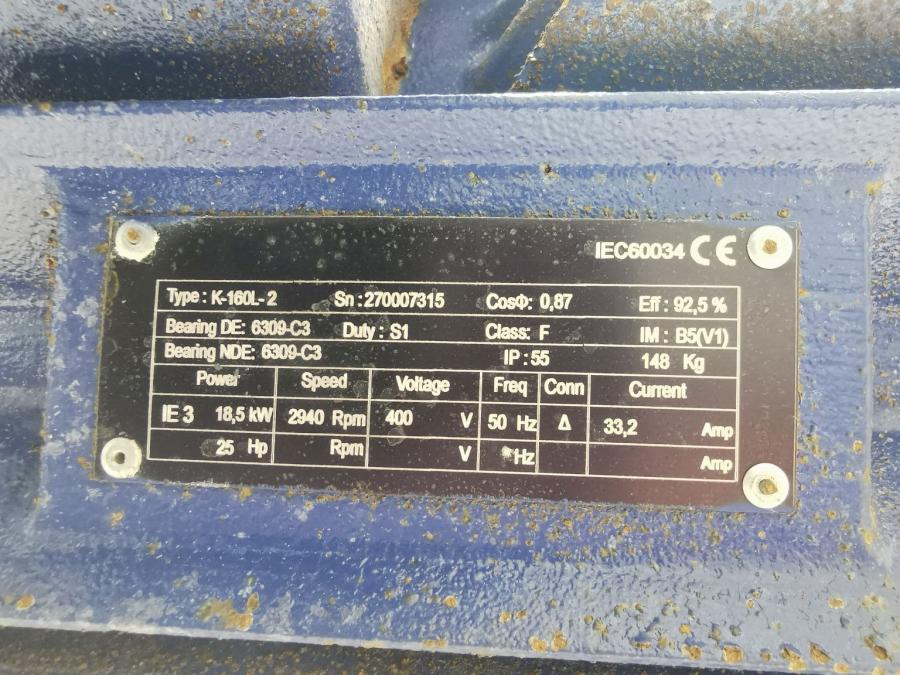 IEC60034 CE
Type : K-160L-2 Sn :270007315 CosΦ: 0,87 Eff : 92,5 %
Bearing DE: 6309-C3 Duty : S1 Class: F IM : B5(V1)
Bearing NDE: 6309-C3 IP :55 148 Kg
Power Speed Voltage Freq Conn Current
IE 3 18,5 kW 2940 Rpm 400 V 50 Hz Δ 33,2 Amp
25 Hp Rpm V Hz Amp